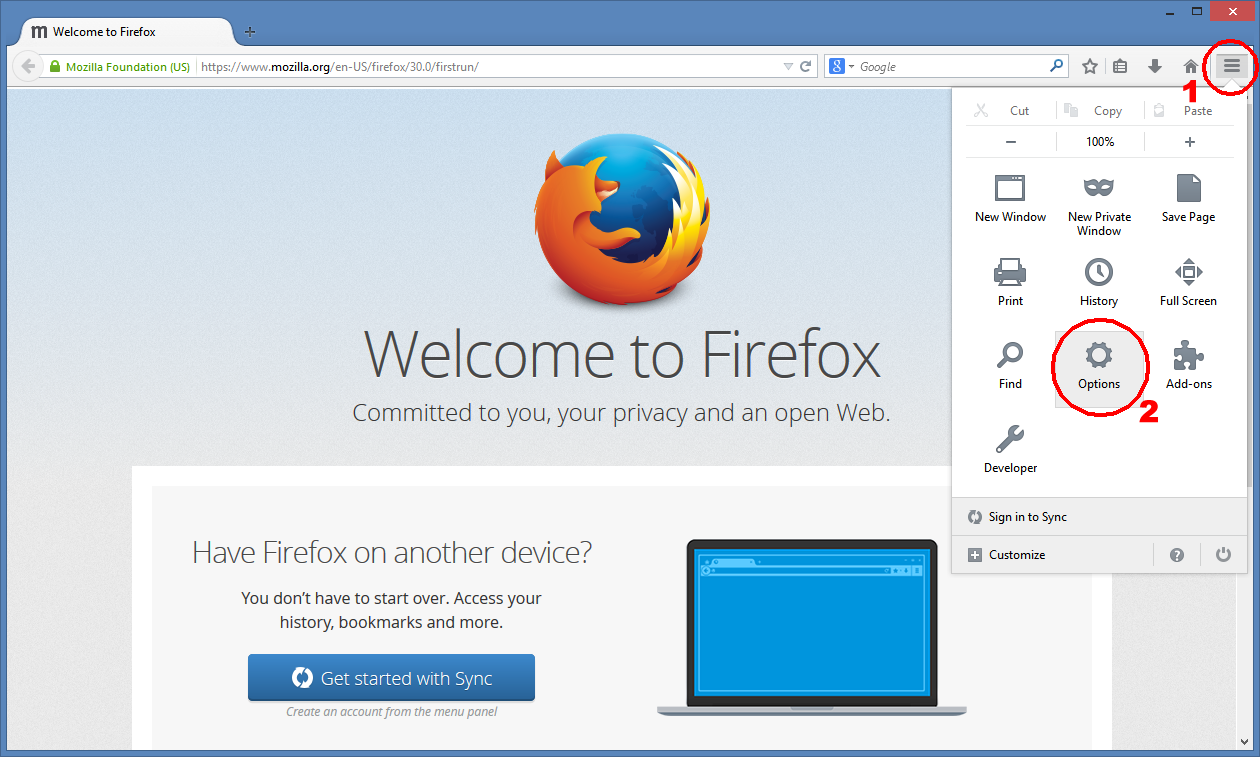 Welcome to Firefox
Mozilla Foundation (US) https://www.mozilla.org/en-US/firefox/30.0/firstrun/
Google
1
Cut Copy Paste
− 100% +
New Window New Private Window Save Page
Print History Full Screen
Find Options Add-ons
2
Developer
Sign in to Sync
Customize
Welcome to Firefox
Committed to you, your privacy and an open Web.
Have Firefox on another device?
You don’t have to start over. Access your
history, bookmarks and more.
Get started with Sync
Create an account from the menu panel